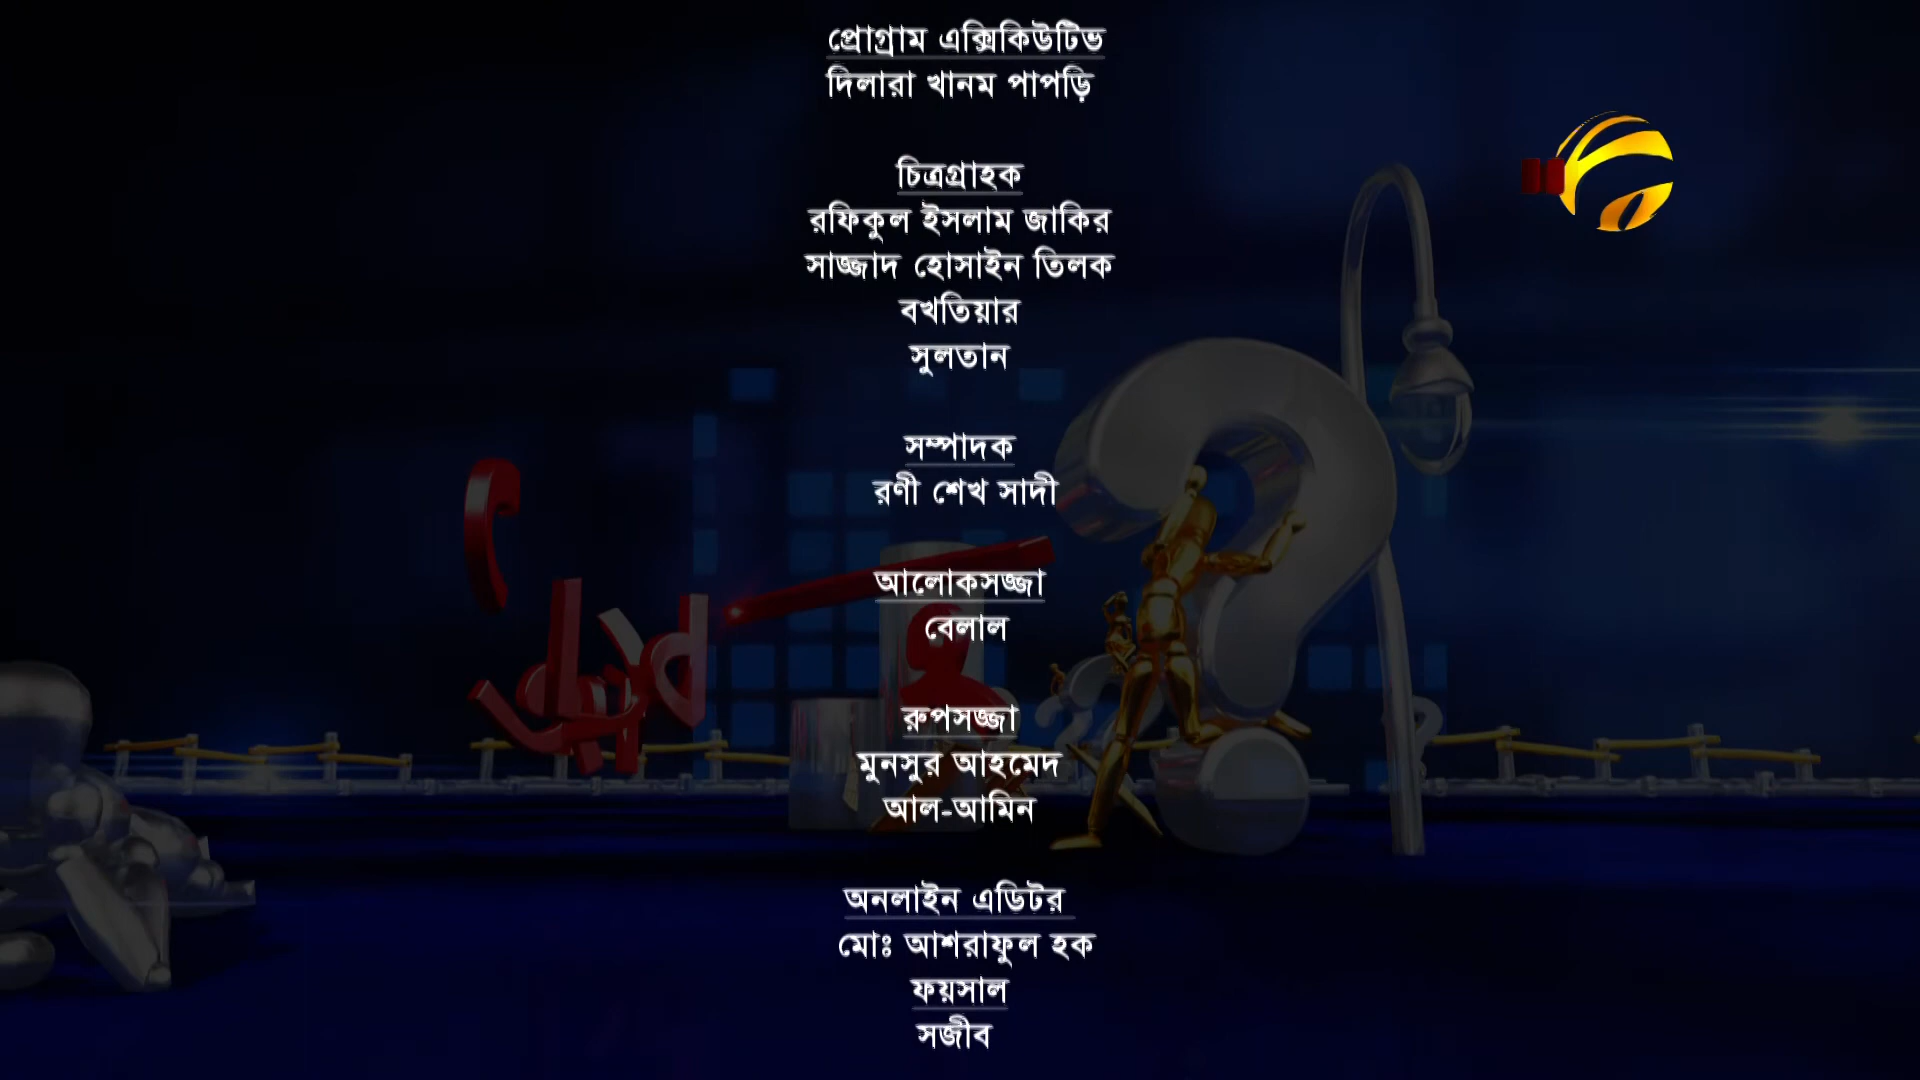 প্রোগ্রাম এক্সিকিউটিভ
দিলারা খানম পাপড়ি
চিত্রগ্রাহক
রফিকুল ইসলাম জাকির
সাজ্জাদ হোসাইন তিলক
বখতিয়ার
সুলতান
সম্পাদক
রণী শেখ সাদী
আলোকসজ্জা
বেলাল
রুপসজ্জা
মুনসুর আহমেদ
আল-আমিন
অনলাইন এডিটর
মোঃ আশরাফুল হক
ফয়সাল
সজীব